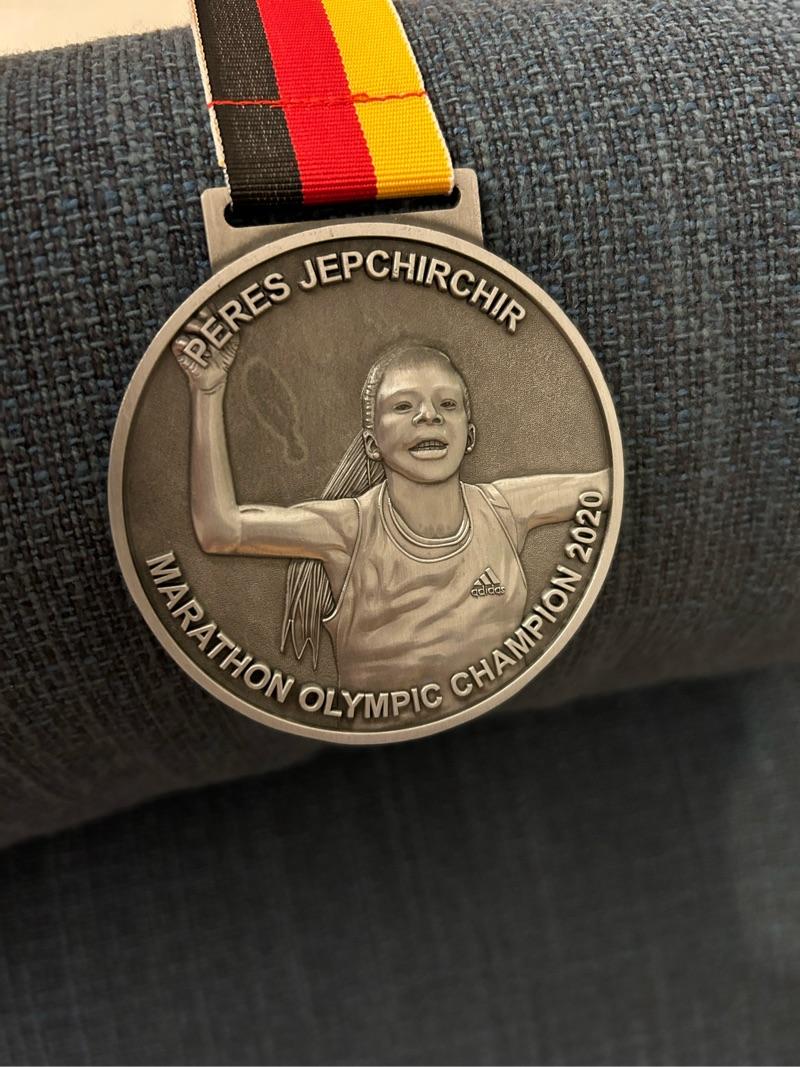 PERES JEPCHIRCHIR
adidas
MARATHON OLYMPIC CHAMPION 2020